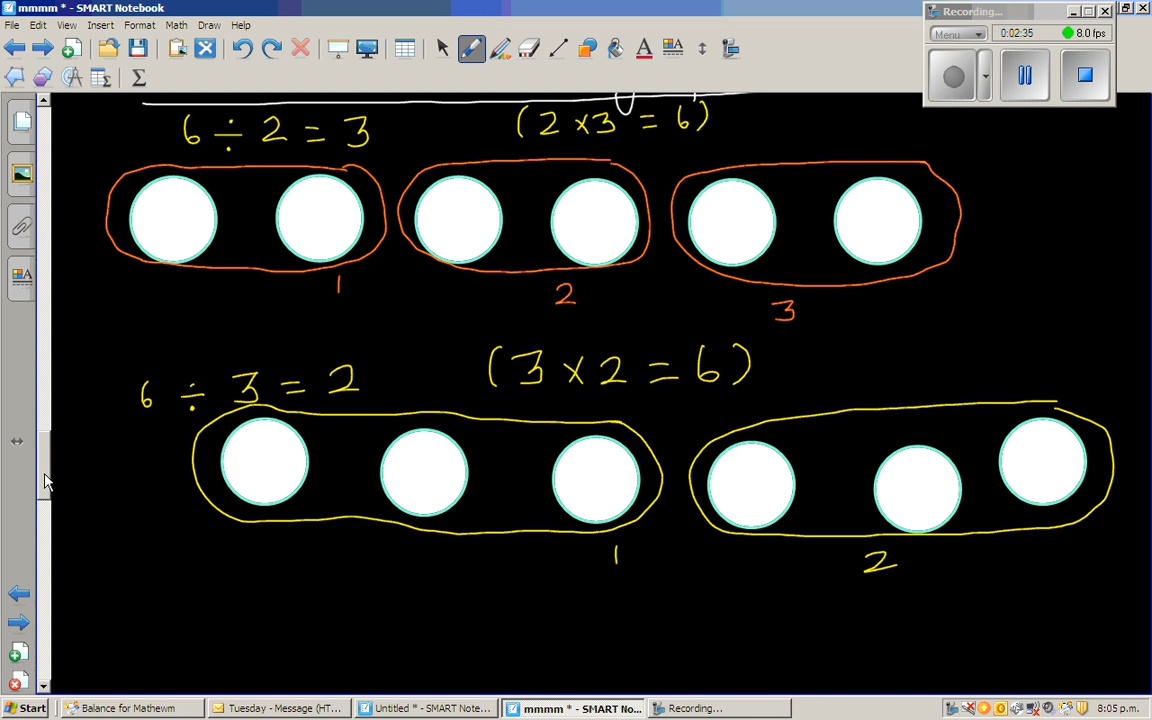 mmmm * - SMART Notebook
Recording...
File Edit View Insert Format Math Draw Help
Menu 0:02:35 8.0 fps
6 ÷ 2 = 3 (2 x 3 = 6)
1 2 3
6 ÷ 3 = 2 (3 x 2 = 6)
1 2
Start Balance for Mathewm Tuesday - Message (HT... Untitled * - SMART No... mmmm * - SMART No... Recording... 8:05 p.m.